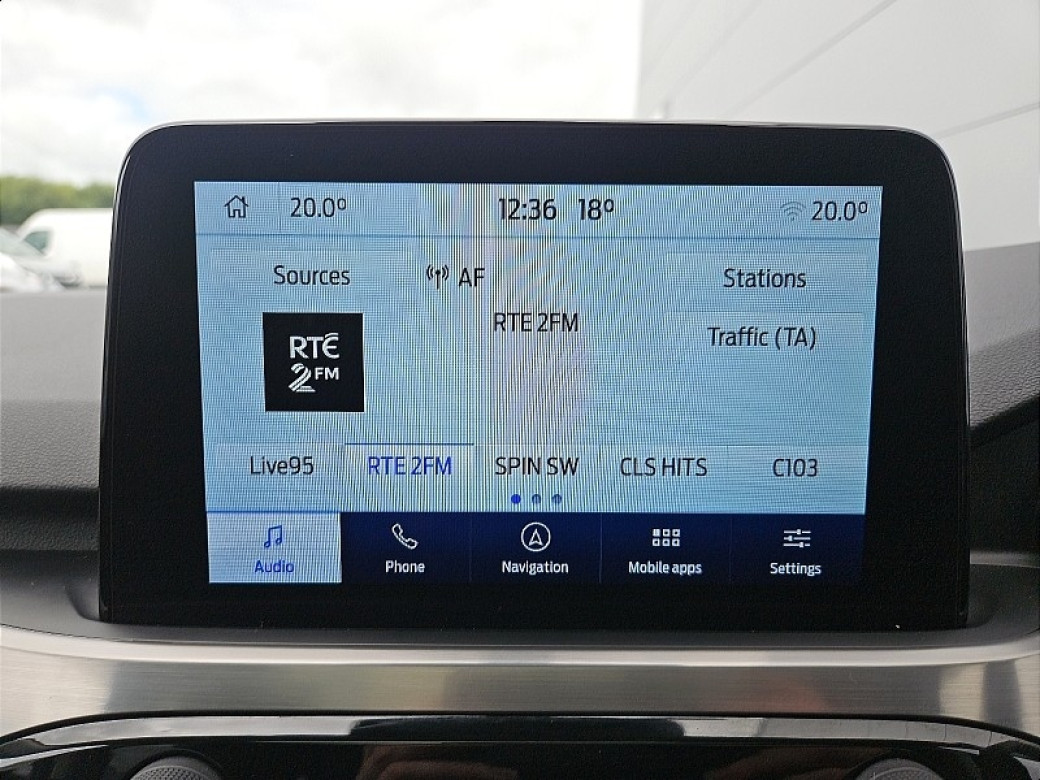 20.0° 12:36 18° 20.0°
Sources AF Stations
RTE 2FM
Traffic (TA)
RTÉ
2FM
Live95 RTE 2FM SPIN SW CLS HITS C103
Audio Phone Navigation Mobile apps Settings